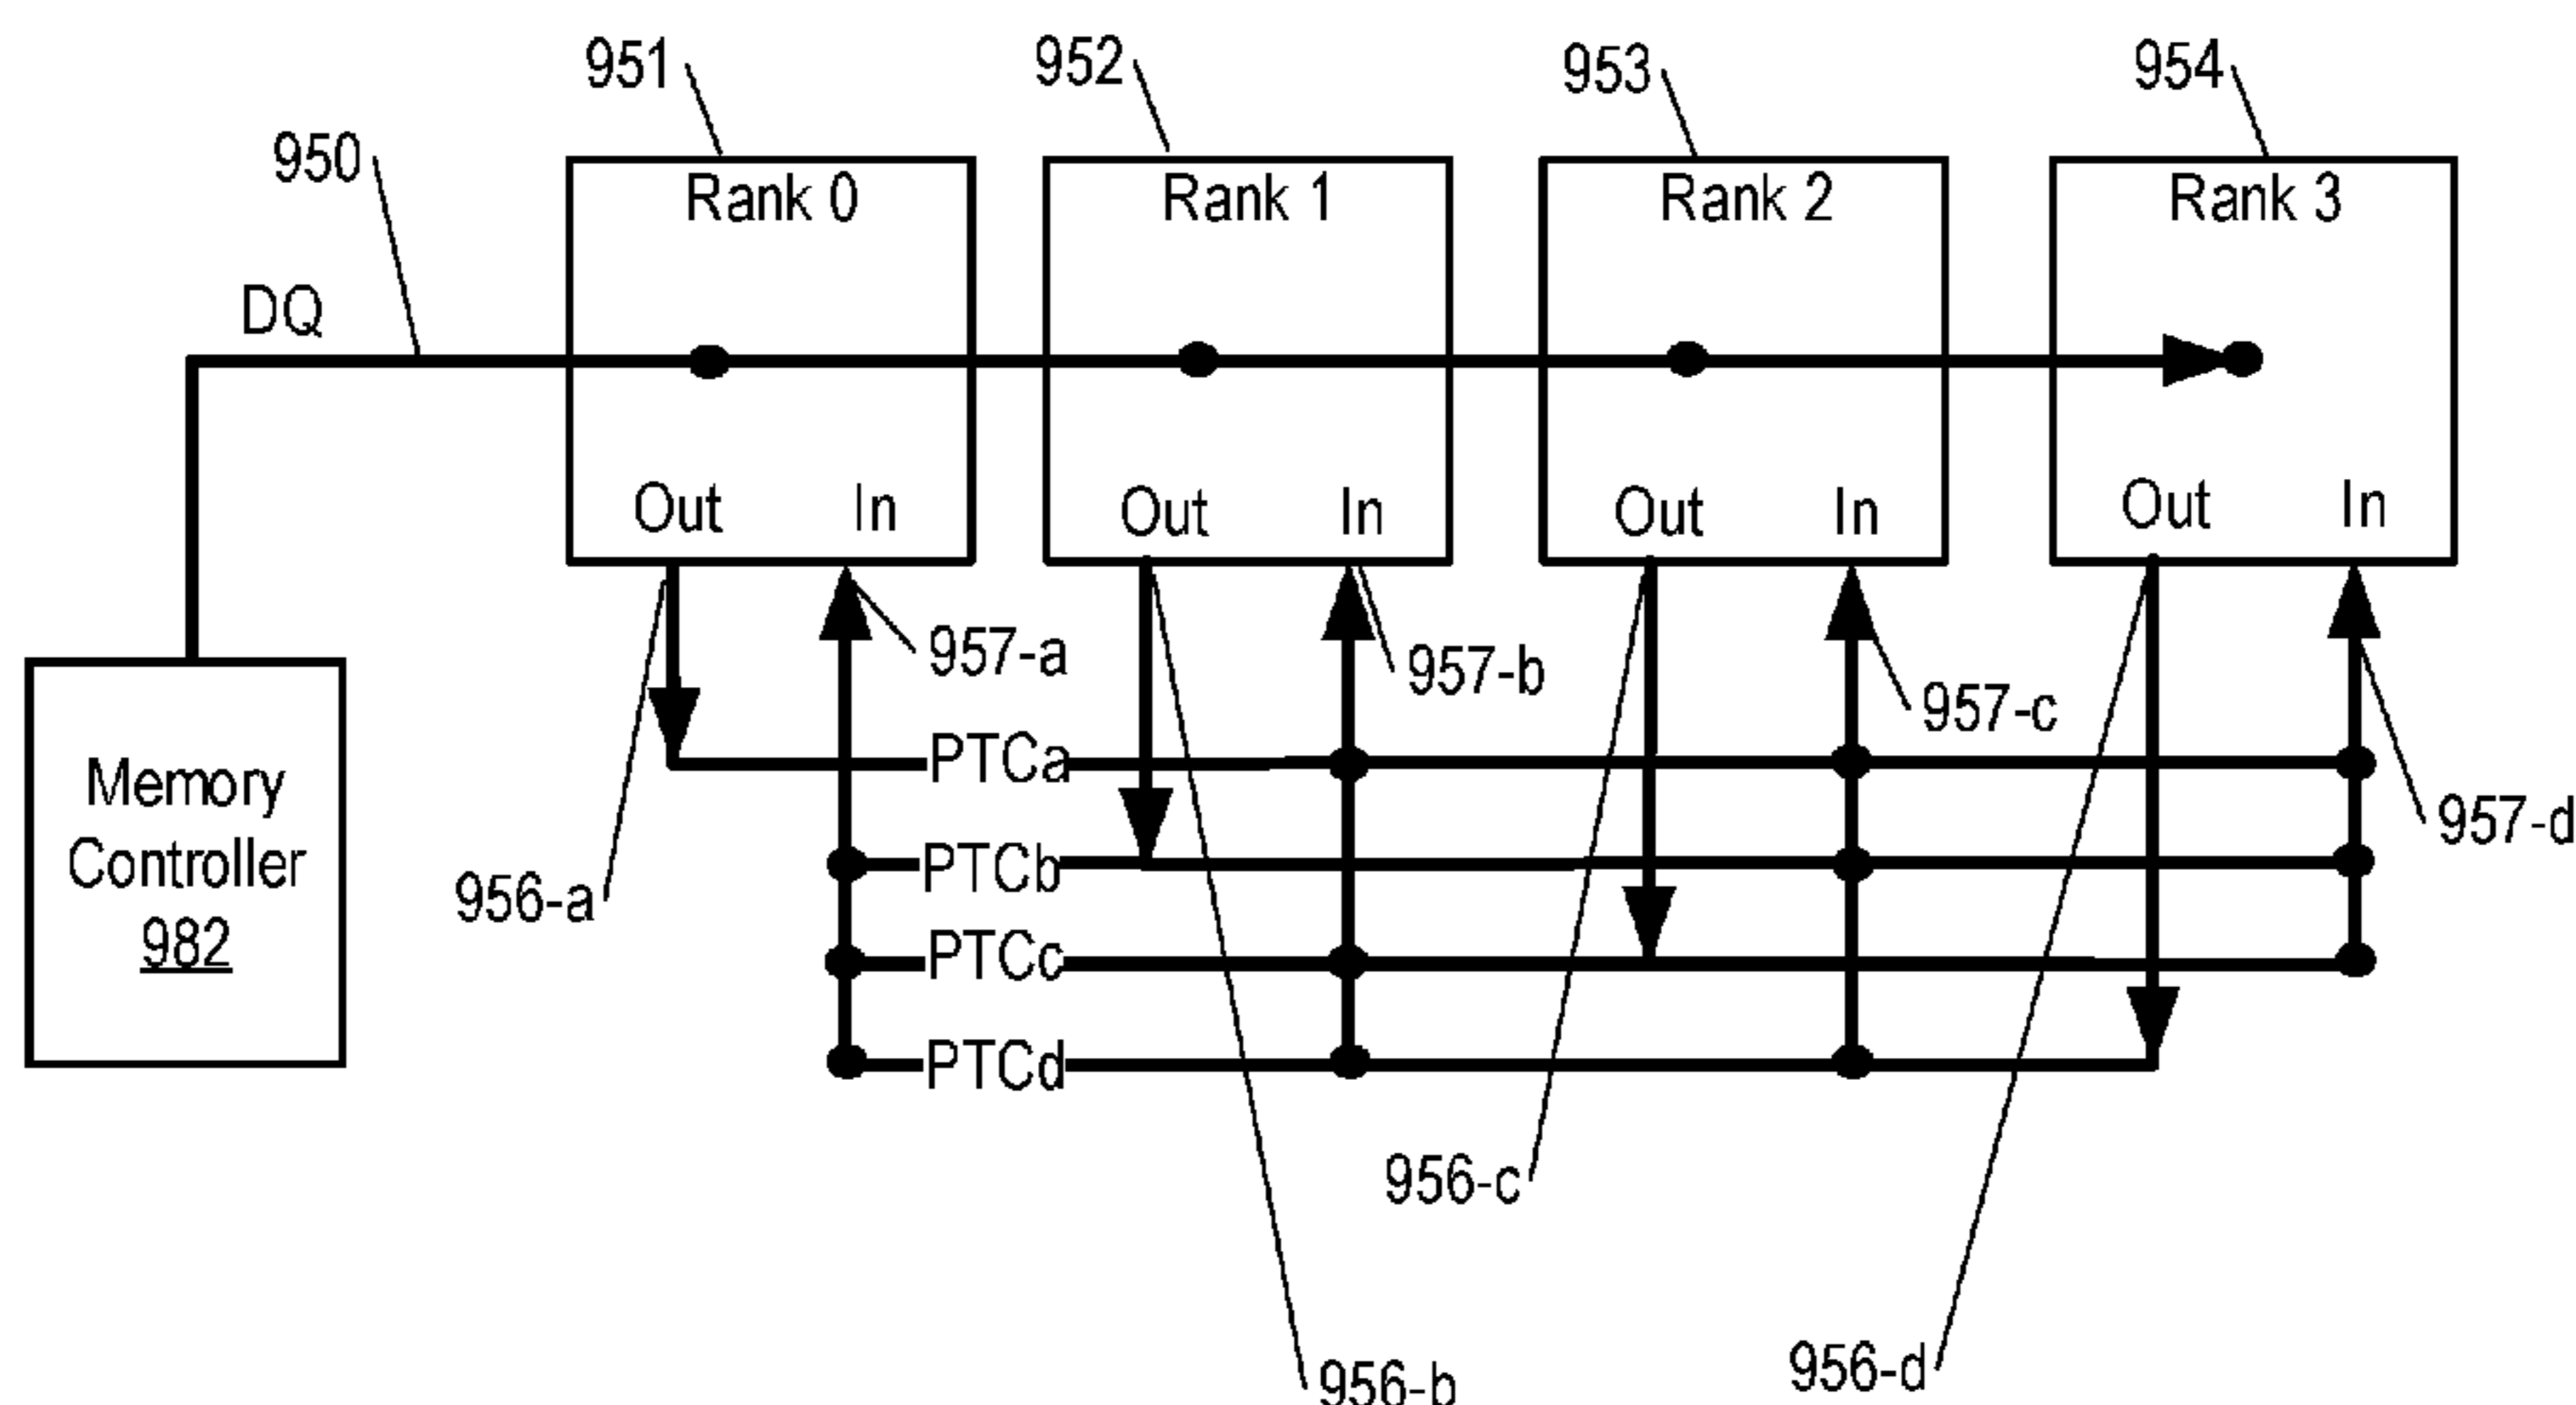 951
952
953
954
950
Rank 0
Rank 1
Rank 2
Rank 3
DQ
Out In
Out In
Out In
Out In
957-a
957-b
957-c
957-d
Memory
Controller
982
PTCa
PTCb
PTCc
PTCd
956-a
956-c
956-b
956-d